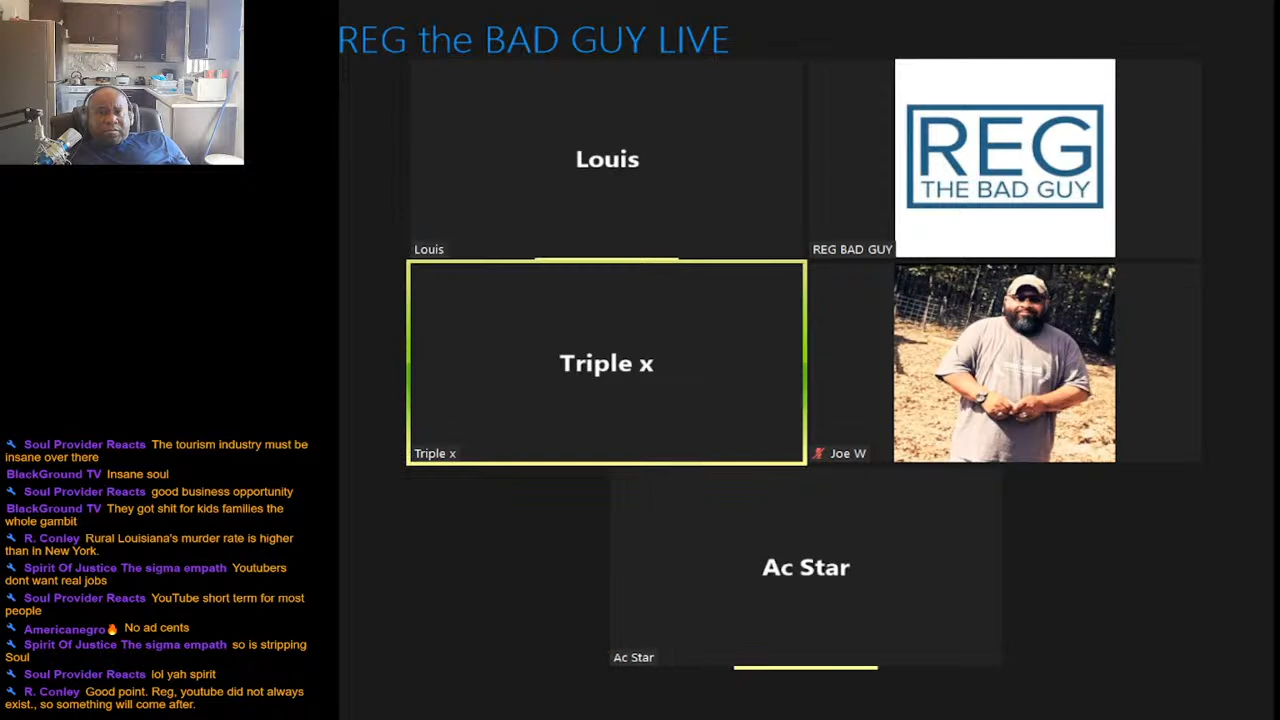 REG the BAD GUY LIVE
Louis
REG
THE BAD GUY
Louis
REG BAD GUY
Triple x
Triple x
Joe W
Ac Star
Ac Star
Soul Provider Reacts The tourism industry must be
insane over there
BlackGround TV Insane soul
Soul Provider Reacts good business opportunity
BlackGround TV They got shit for kids families the
whole gambit
R. Conley Rural Louisiana's murder rate is higher
than in New York.
Spirit Of Justice The sigma empath Youtubers
dont want real jobs
Soul Provider Reacts YouTube short term for most
people
Americanegro🔥 No ad cents
Spirit Of Justice The sigma empath so is stripping
Soul
Soul Provider Reacts lol yah spirit
R. Conley Good point. Reg, youtube did not always
exist., so something will come after.